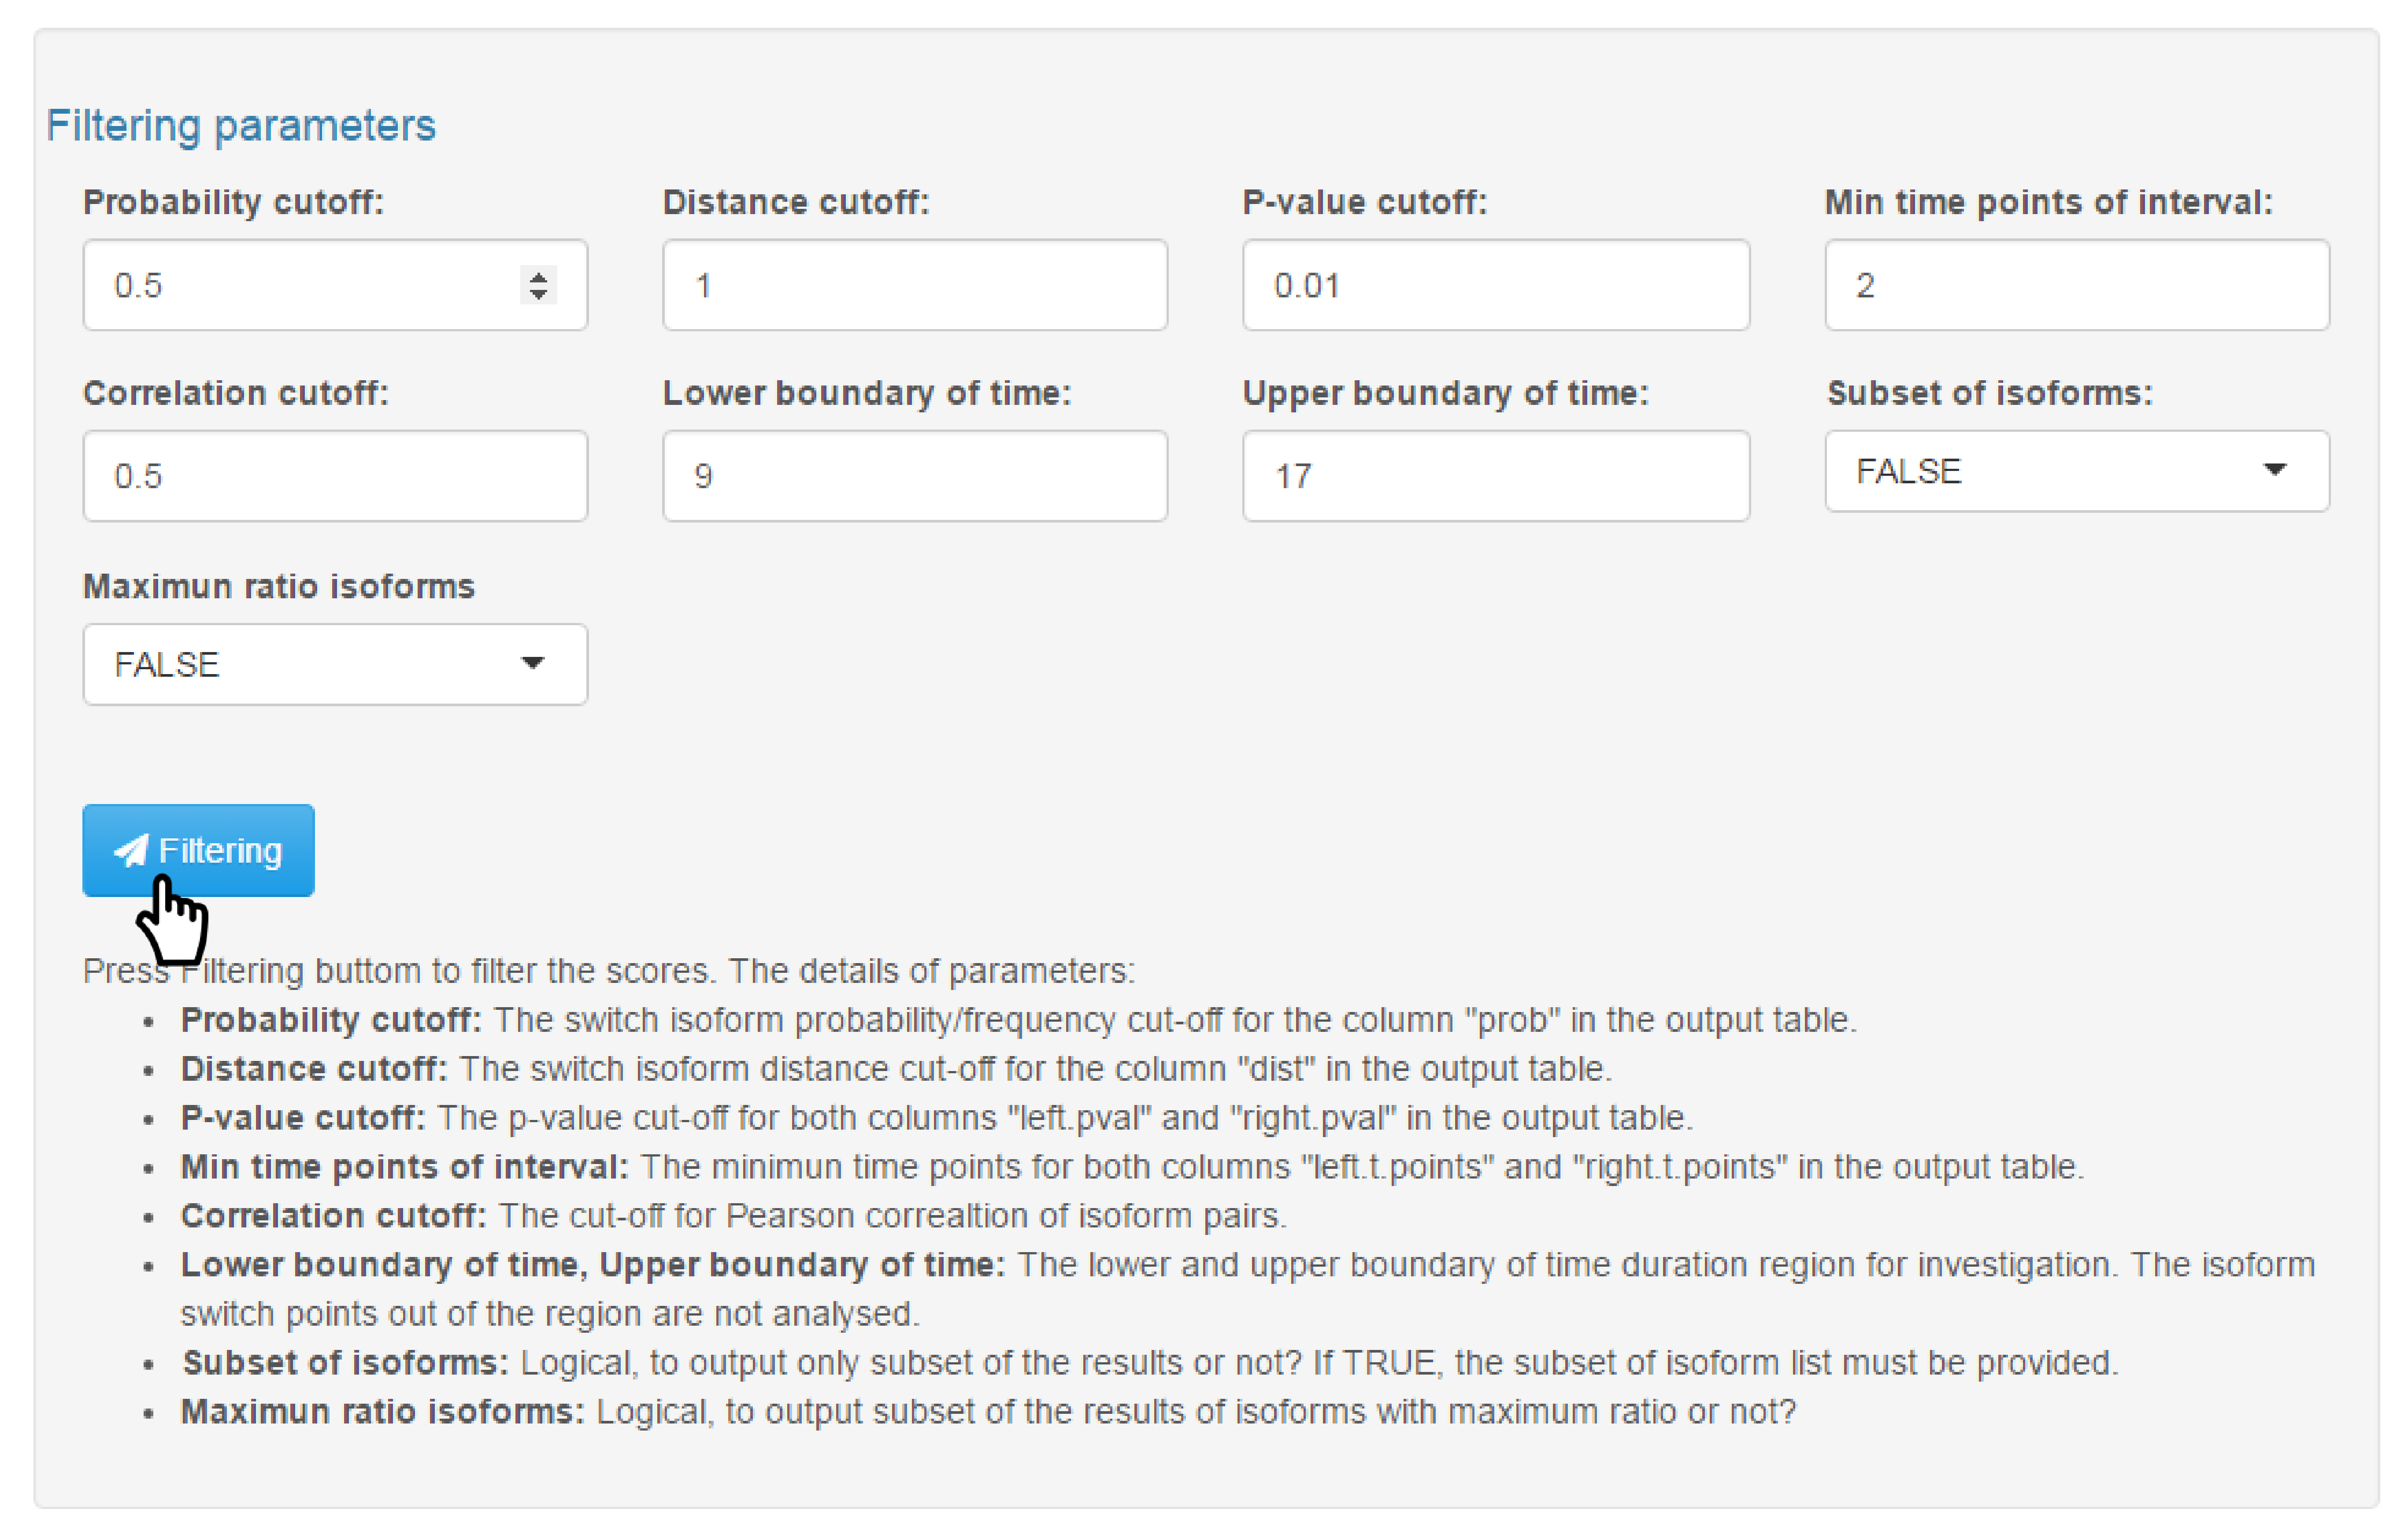 Filtering parameters
Probability cutoff: Distance cutoff: P-value cutoff: Min time points of interval:
0.5 1 0.01 2
Correlation cutoff: Lower boundary of time: Upper boundary of time: Subset of isoforms:
0.5 9 17 FALSE
Maximun ratio isoforms
FALSE
Filtering
Press Filtering buttom to filter the scores. The details of parameters:
• Probability cutoff: The switch isoform probability/frequency cut-off for the column "prob" in the output table.
• Distance cutoff: The switch isoform distance cut-off for the column "dist" in the output table.
• P-value cutoff: The p-value cut-off for both columns "left.pval" and "right.pval" in the output table.
• Min time points of interval: The minimun time points for both columns "left.t.points" and "right.t.points" in the output table.
• Correlation cutoff: The cut-off for Pearson correaltion of isoform pairs.
• Lower boundary of time, Upper boundary of time: The lower and upper boundary of time duration region for investigation. The isoform
switch points out of the region are not analysed.
• Subset of isoforms: Logical, to output only subset of the results or not? If TRUE, the subset of isoform list must be provided.
• Maximun ratio isoforms: Logical, to output subset of the results of isoforms with maximum ratio or not?